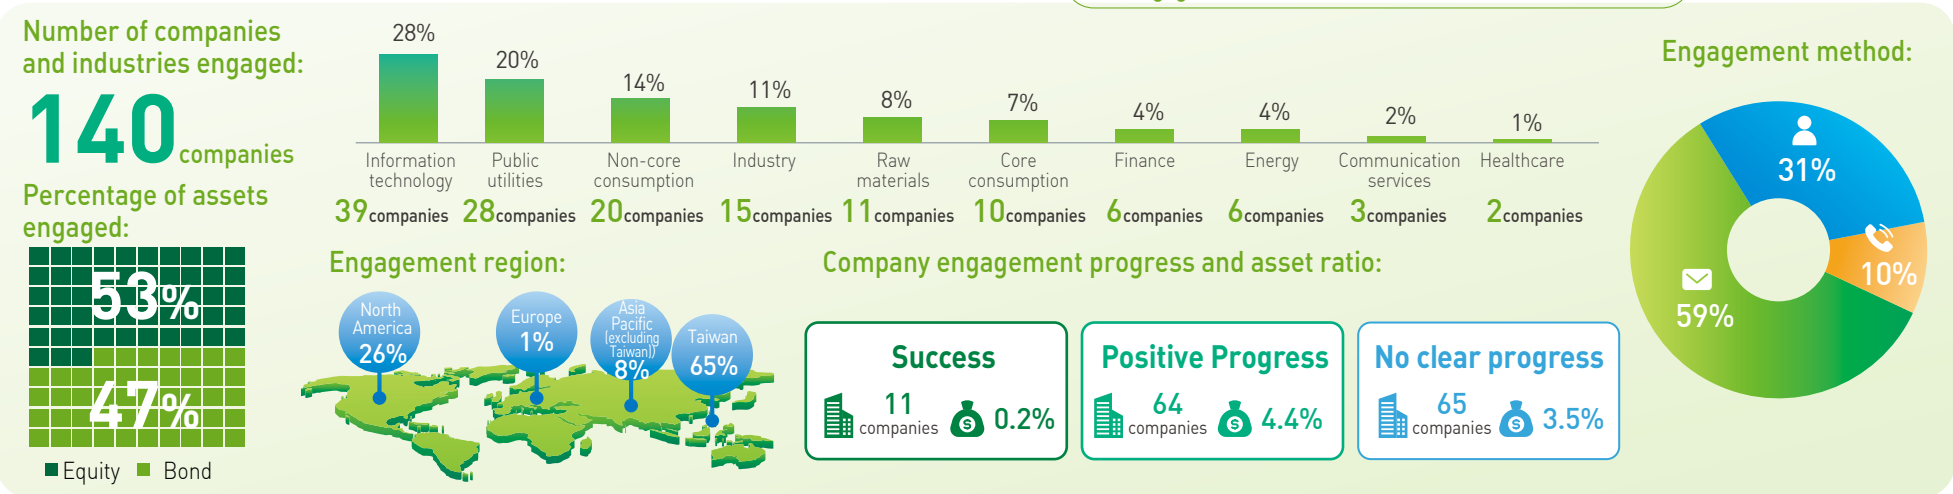 Number of companies
and industries engaged:
140 companies
Percentage of assets
engaged:
53%
47%
Equity Bond
28%
20%
14%
11%
8%
7%
4%
4%
2%
1%
Information
technology
Public
utilities
Non-core
consumption
Industry
Raw
materials
Core
consumption
Finance
Energy
Communication
services
Healthcare
39companies 28companies 20companies 15companies 11companies 10companies 6companies 6companies 3companies 2companies
Engagement region:
North
America
26%
Europe
1%
Asia
Pacific
(excluding
Taiwan))
8%
Taiwan
65%
Company engagement progress and asset ratio:
Success
11
companies
$ 0.2%
Positive Progress
64
companies
$ 4.4%
No clear progress
65
companies
$ 3.5%
Engagement method:
31%
10%
59%